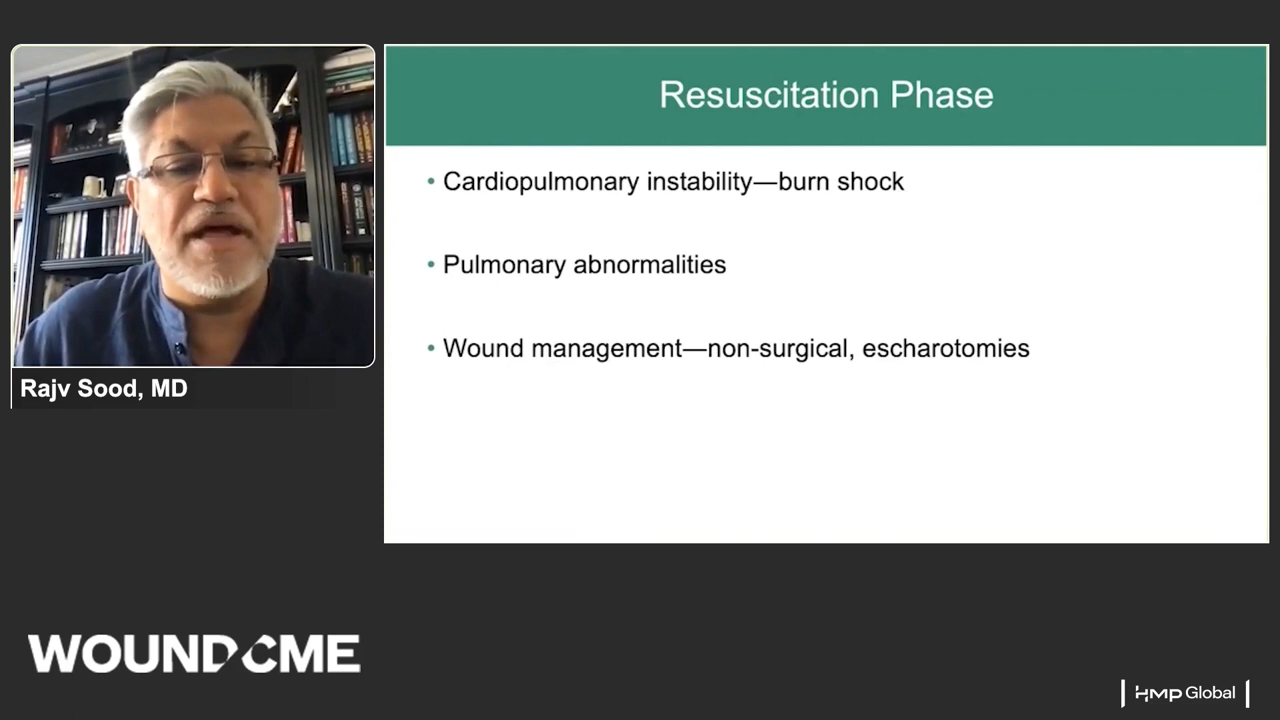 Resuscitation Phase
• Cardiopulmonary instability—burn shock
• Pulmonary abnormalities
• Wound management—non-surgical, escharotomies
Rajv Sood, MD
WOUNDCME
HMP Global